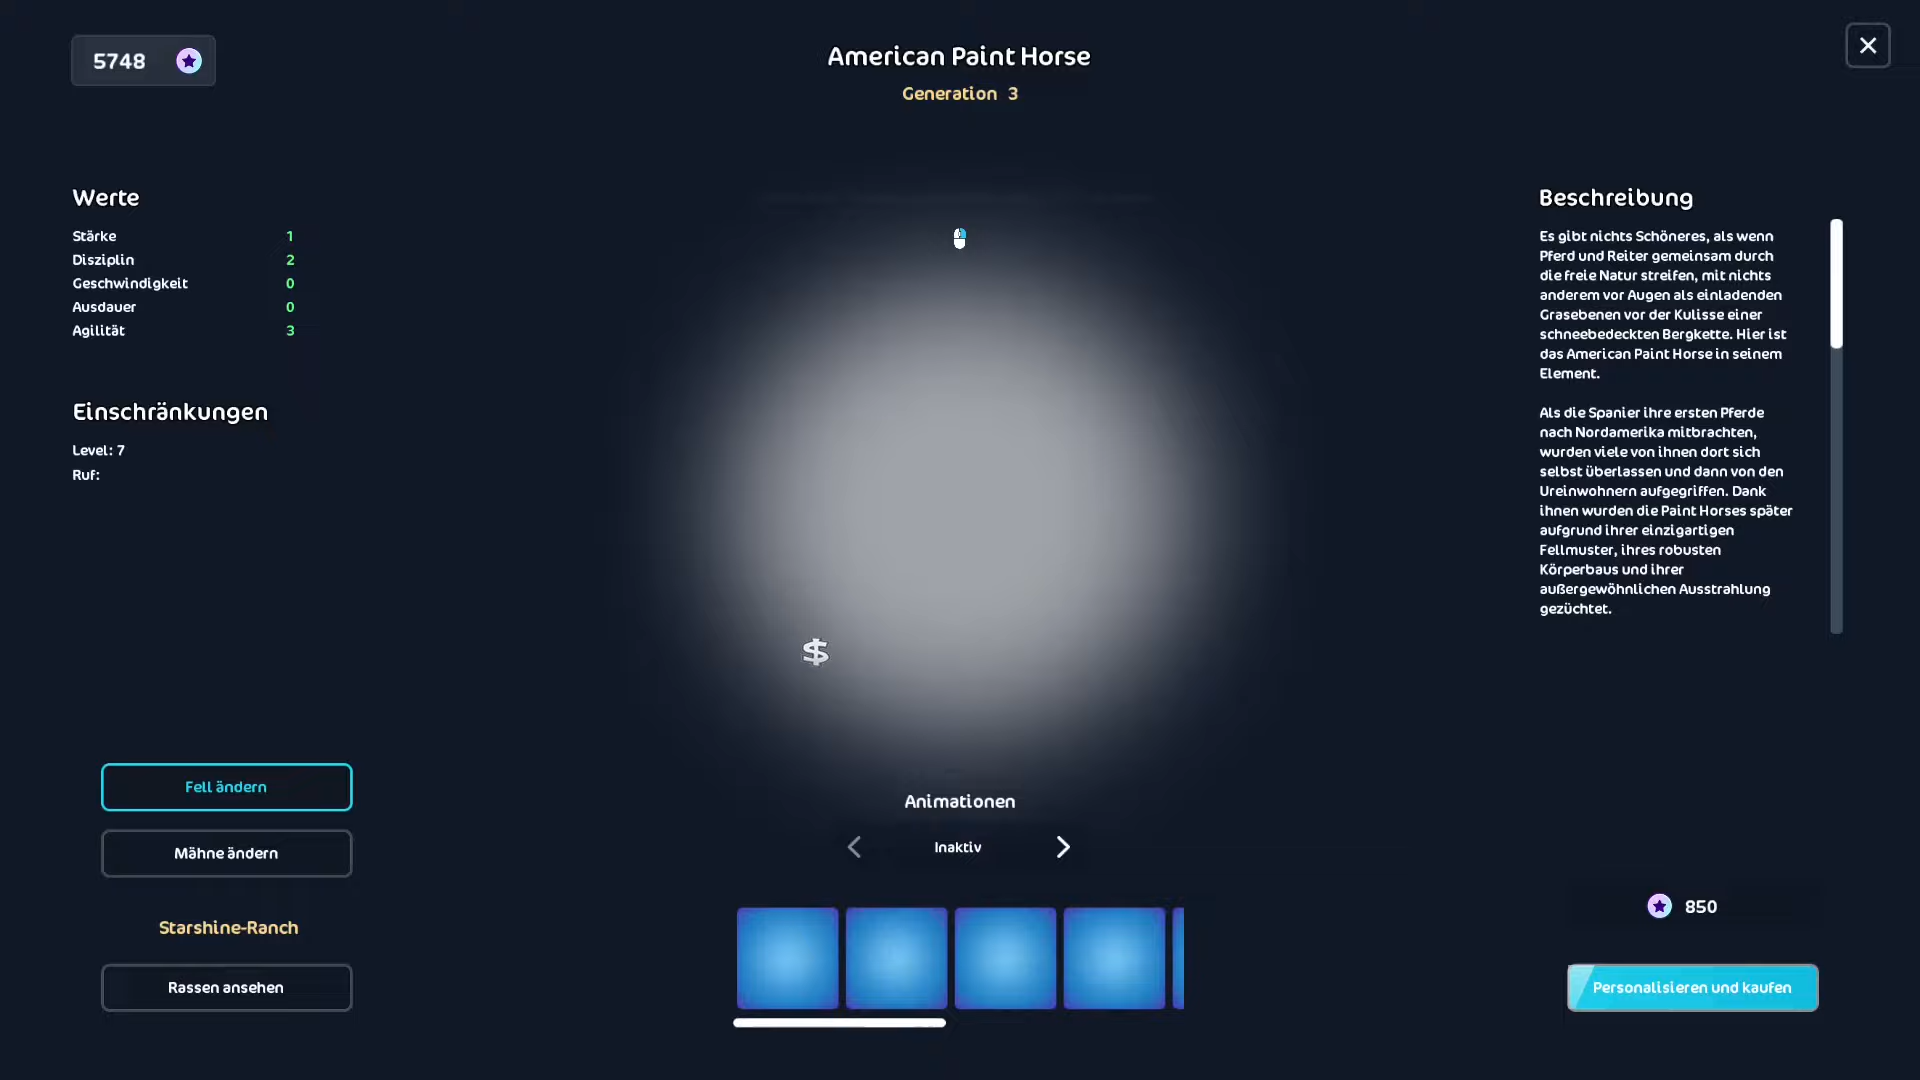 5748
American Paint Horse
Generation 3
Werte
Stärke 1
Disziplin 2
Geschwindigkeit 0
Ausdauer 0
Agilität 3
Einschränkungen
Level: 7
Ruf:
Beschreibung
Es gibt nichts Schöneres, als wenn
Pferd und Reiter gemeinsam durch
die freie Natur streifen, mit nichts
anderem vor Augen als einladenden
Grasebenen vor der Kulisse einer
schneebedeckten Bergkette. Hier ist
das American Paint Horse in seinem
Element.
Als die Spanier ihre ersten Pferde
nach Nordamerika mitbrachten,
wurden viele von ihnen dort sich
selbst überlassen und dann von den
Ureinwohnern aufgegriffen. Dank
ihnen wurden die Paint Horses später
aufgrund ihrer einzigartigen
Fellmuster, ihres robusten
Körperbaus und ihrer
außergewöhnlichen Ausstrahlung
gezüchtet.
$
Fell ändern
Mähne ändern
Starshine-Ranch
Rassen ansehen
Animationen
Inaktiv
850
Personalisieren und kaufen